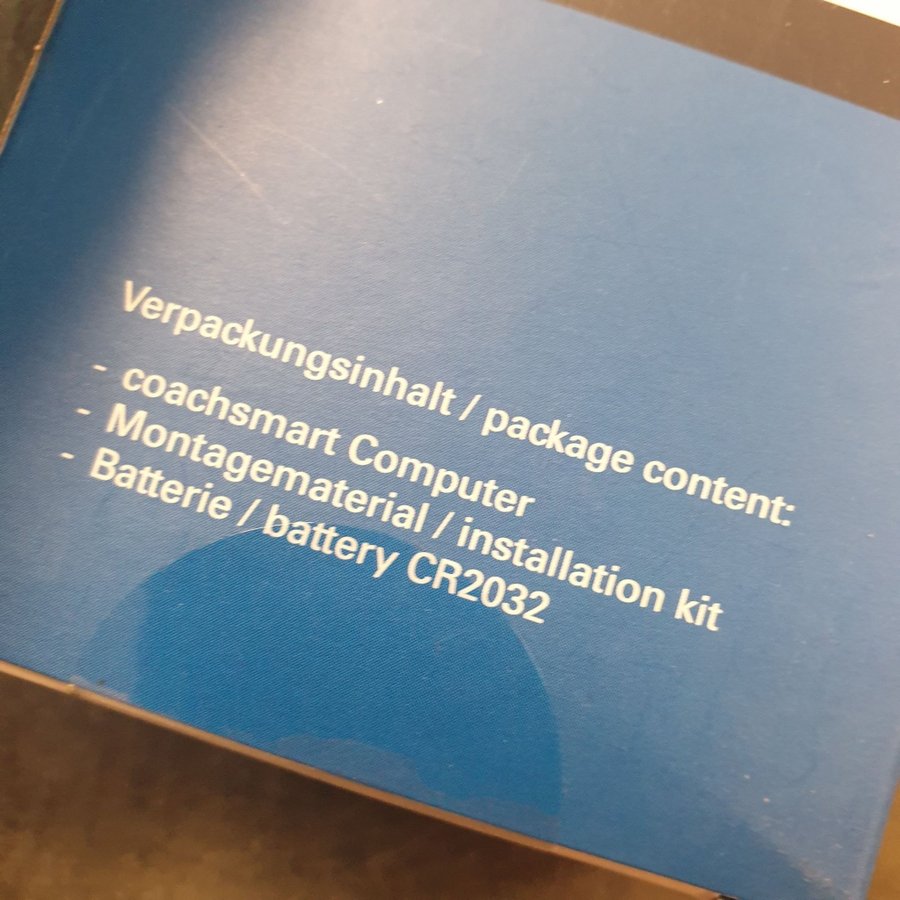 Verpackungsinhalt / package content:
- coachsmart Computer
- Montagematerial / installation kit
- Batterie / battery CR2032